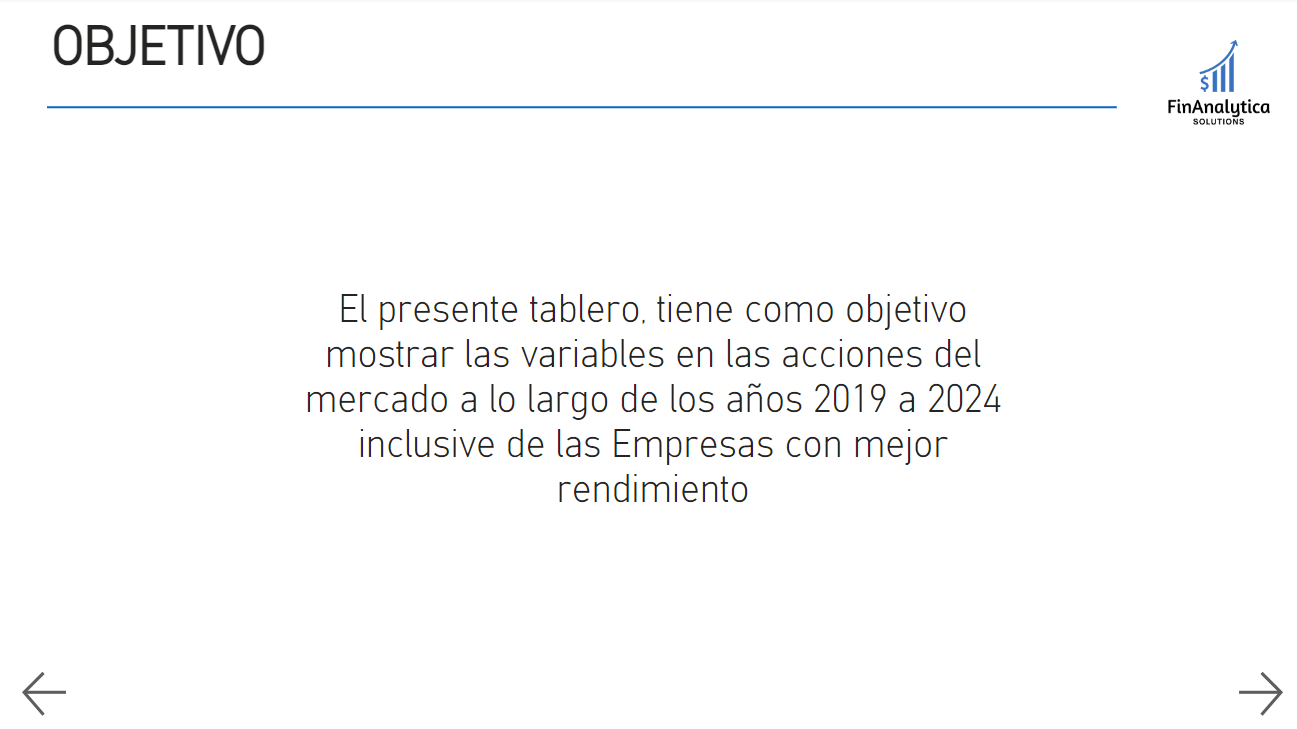 OBJETIVO
$
FinAnalytica
SOLUTIONS
El presente tablero, tiene como objetivo
mostrar las variables en las acciones del
mercado a lo largo de los años 2019 a 2024
inclusive de las Empresas con mejor
rendimiento